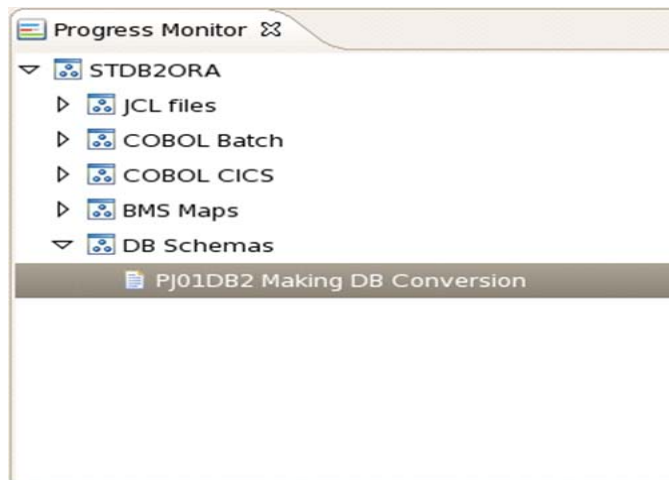 Progress Monitor
STDB2ORA
JCL files
COBOL Batch
COBOL CICS
BMS Maps
DB Schemas
PJ01DB2 Making DB Conversion